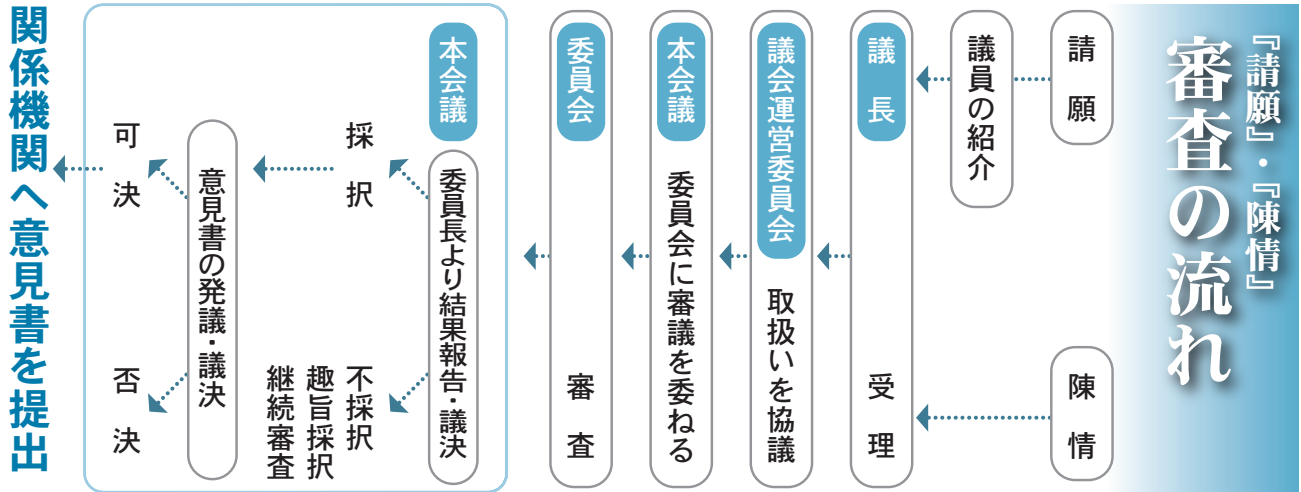 『請願』・『陳情』
審査の流れ
請願
陳情
議員の紹介
議長
受理
議会運営委員会
取扱いを協議
本会議
委員会に審議を委ねる
委員会
審査
本会議
委員長より結果報告・議決
採択
不採択
趣旨採択
継続審査
意見書の発議・議決
可決
否決
関係機関へ意見書を提出